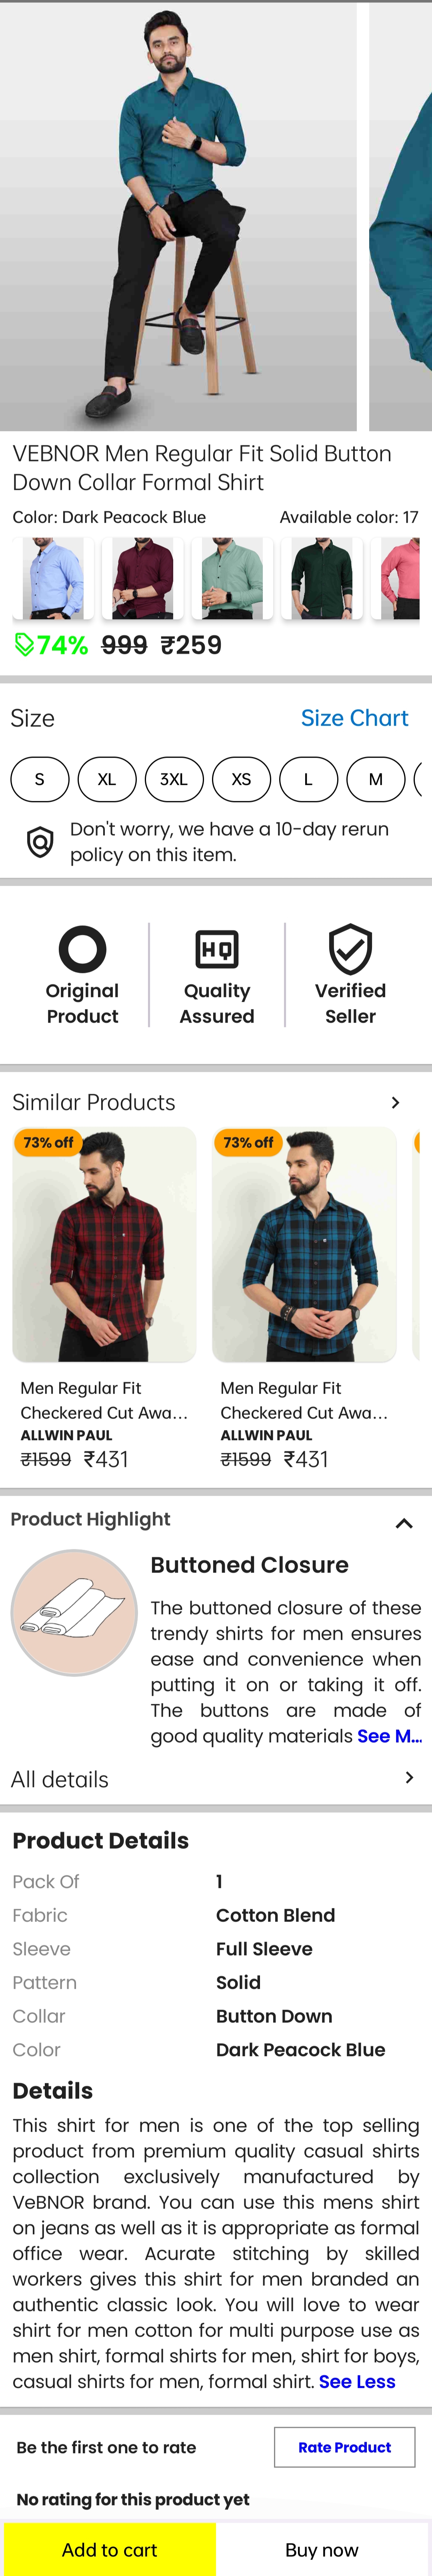 VEBNOR Men Regular Fit Solid Button
Down Collar Formal Shirt
Color: Dark Peacock Blue
Available color: 17
74% 999 ₹259
Size
Size Chart
S
XL
3XL
XS
L
M
Don't worry, we have a 10-day rerun
policy on this item.
Original
Product
HQ
Quality
Assured
Verified
Seller
Similar Products
73% off
73% off
Men Regular Fit
Checkered Cut Awa...
ALLWIN PAUL
₹1599 ₹431
Men Regular Fit
Checkered Cut Awa...
ALLWIN PAUL
₹1599 ₹431
Product Highlight
Buttoned Closure
The buttoned closure of these
trendy shirts for men ensures
ease and convenience when
putting it on or taking it off.
The buttons are made of
good quality materials See M...
All details
Product Details
Pack Of 1
Fabric Cotton Blend
Sleeve Full Sleeve
Pattern Solid
Collar Button Down
Color Dark Peacock Blue
Details
This shirt for men is one of the top selling
product from premium quality casual shirts
collection exclusively manufactured by
VeBNOR brand. You can use this mens shirt
on jeans as well as it is appropriate as formal
office wear. Acurate stitching by skilled
workers gives this shirt for men branded an
authentic classic look. You will love to wear
shirt for men cotton for multi purpose use as
men shirt, formal shirts for men, shirt for boys,
casual shirts for men, formal shirt. See Less
Be the first one to rate
Rate Product
No rating for this product yet
Add to cart
Buy now